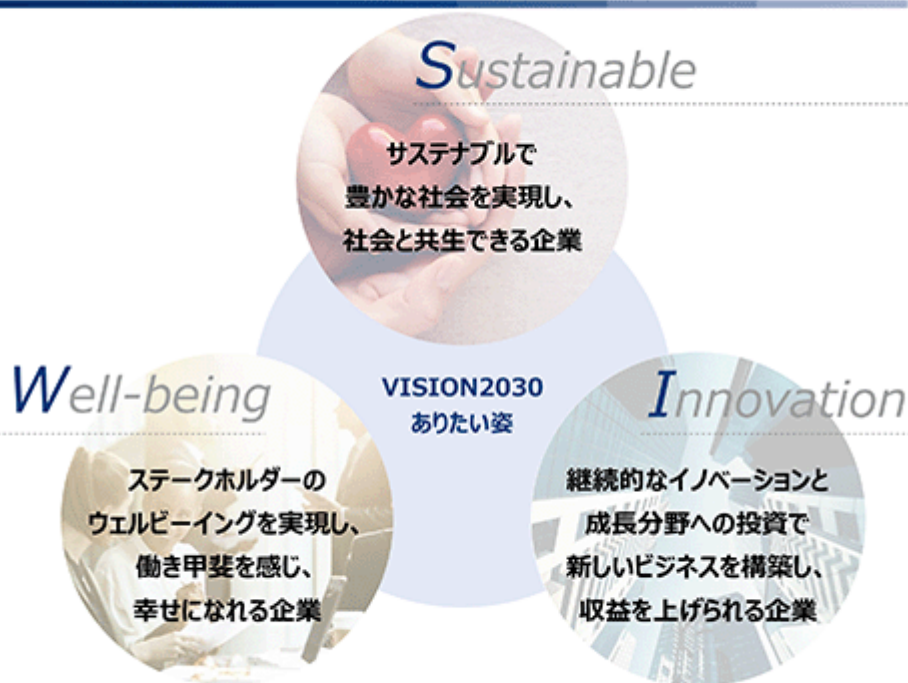 Sustainable
サステナブルで
豊かな社会を実現し、
社会と共生できる企業
VISION2030
ありたい姿
Well-being
ステークホルダーの
ウェルビーイングを実現し、
働き甲斐を感じ、
幸せになれる企業
Innovation
継続的なイノベーションと
成長分野への投資で
新しいビジネスを構築し、
収益を上げられる企業